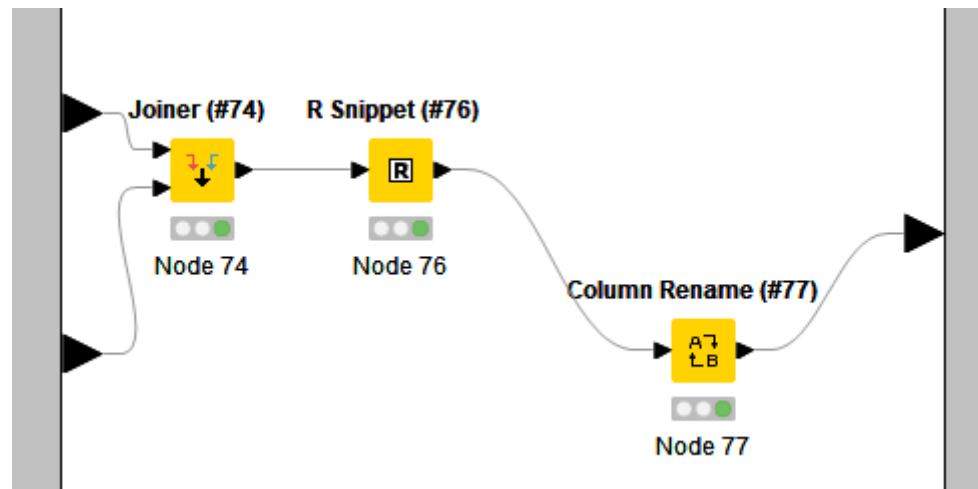 Joiner (#74)
R Snippet (#76)
R
Node 74
Node 76
Column Rename (#77)
A
B
Node 77